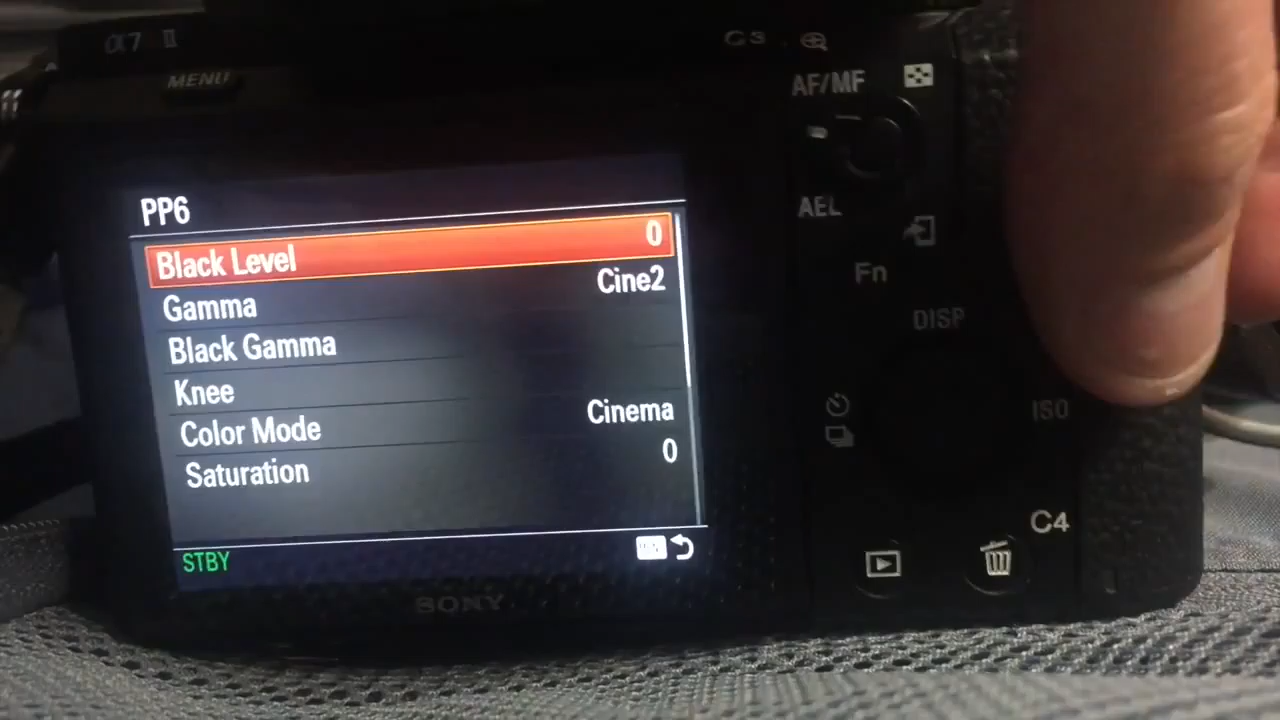 α7 II
C3
MENU
AF/MF
PP6
AEL
Black Level 0
Gamma Cine2
Fn
DISP
Black Gamma
Knee
Color Mode Cinema
ISO
Saturation 0
C4
STBY
SONY